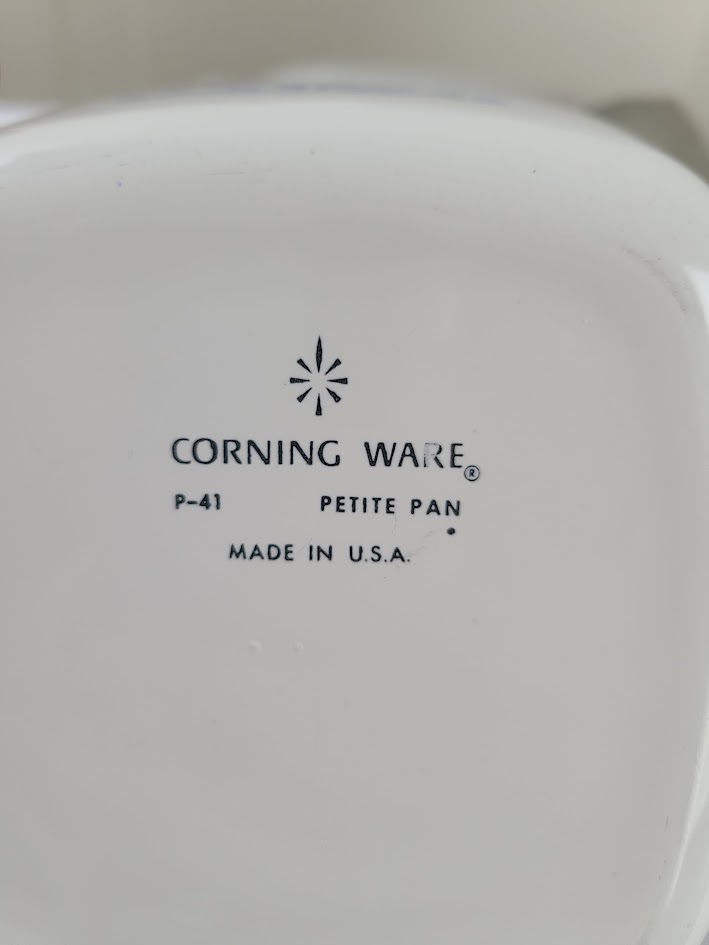 CORNING WARE®
P-41 PETITE PAN
MADE IN U.S.A.